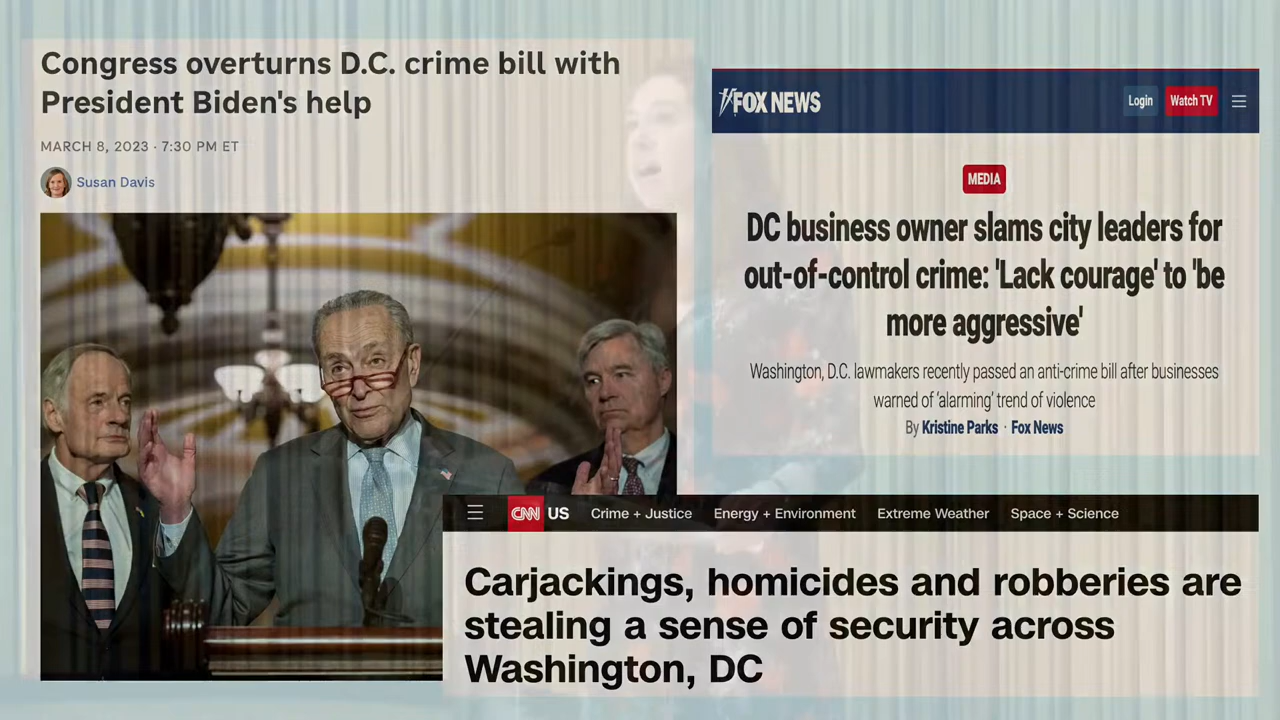 Congress overturns D.C. crime bill with
President Biden's help
MARCH 8, 2023 · 7:30 PM ET
Susan Davis
FOX NEWS
Login
Watch TV
MEDIA
DC business owner slams city leaders for
out-of-control crime: 'Lack courage' to 'be
more aggressive'
Washington, D.C. lawmakers recently passed an anti-crime bill after businesses
warned of 'alarming' trend of violence
By Kristine Parks · Fox News
CNN US Crime + Justice Energy + Environment Extreme Weather Space + Science
Carjackings, homicides and robberies are
stealing a sense of security across
Washington, DC